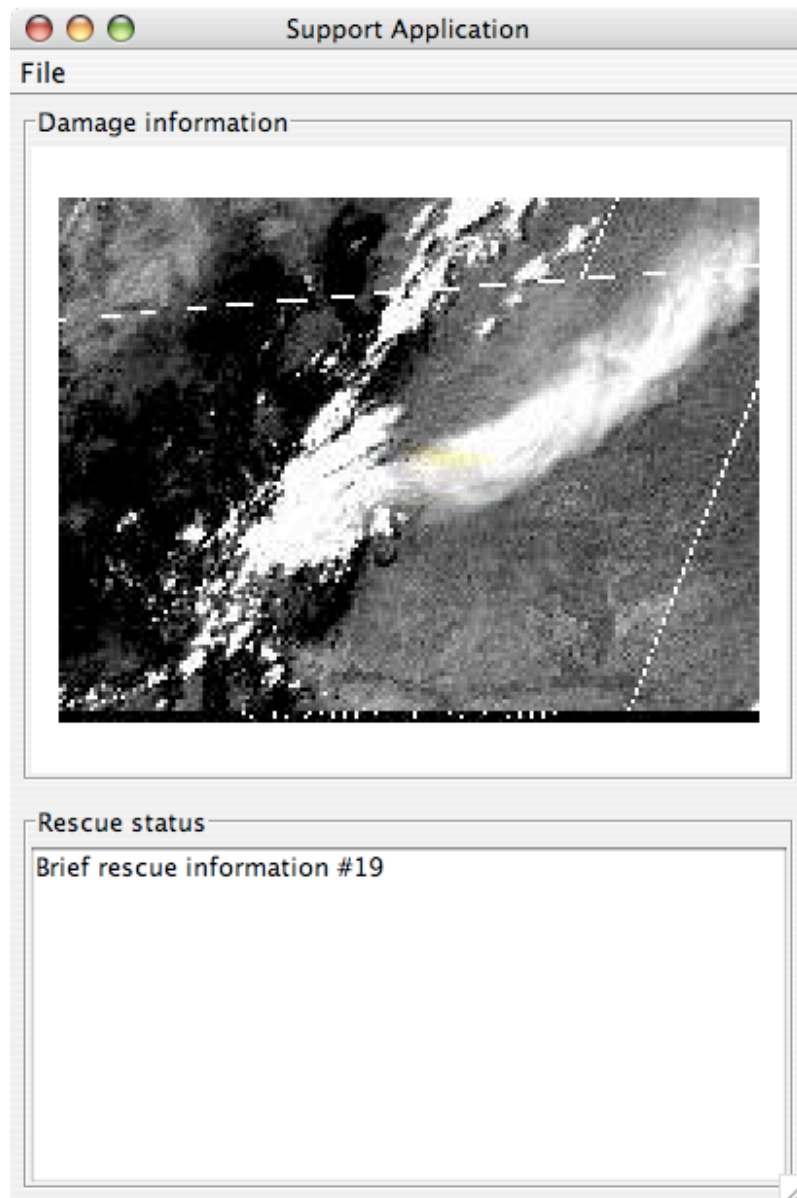 Support Application
File
Damage information
Rescue status
Brief rescue information #19